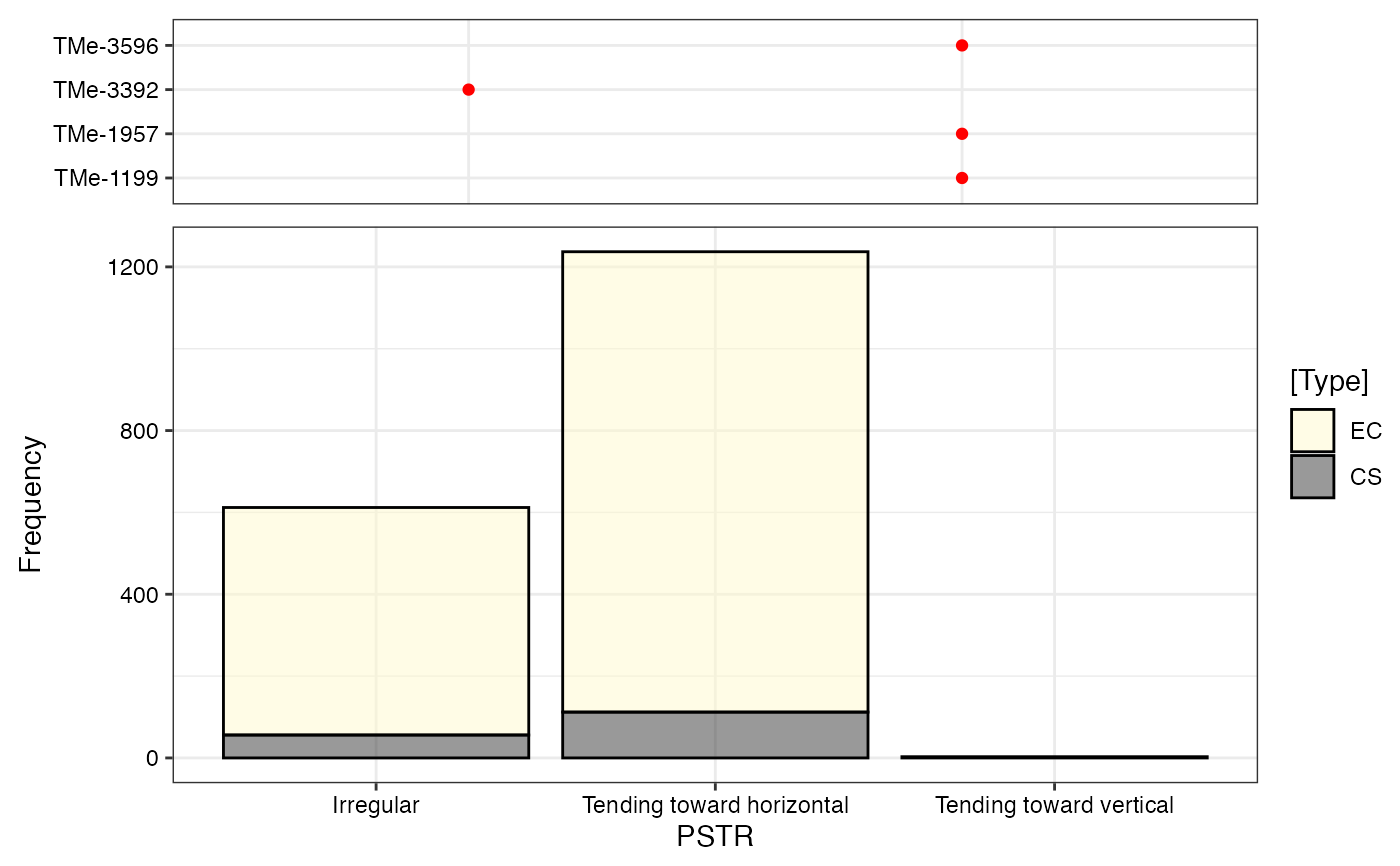 TMe-3596
TMe-3392
TMe-1957
TMe-1199
1200
800
400
0
Frequency
Irregular
Tending toward horizontal
Tending toward vertical
PSTR
[Type]
EC
CS